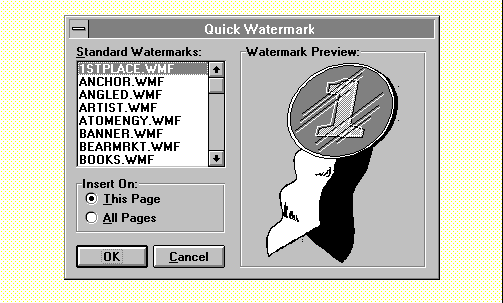 Quick Watermark
Standard Watermarks:
1STPLACE.WMF
ANCHOR.WMF
ANGLED.WMF
ARTIST.WMF
ATOMENGY.WMF
BANNER.WMF
BEARMRKT.WMF
BOOKS.WMF
Insert On:
This Page
All Pages
OK
Cancel
Watermark Preview:
1